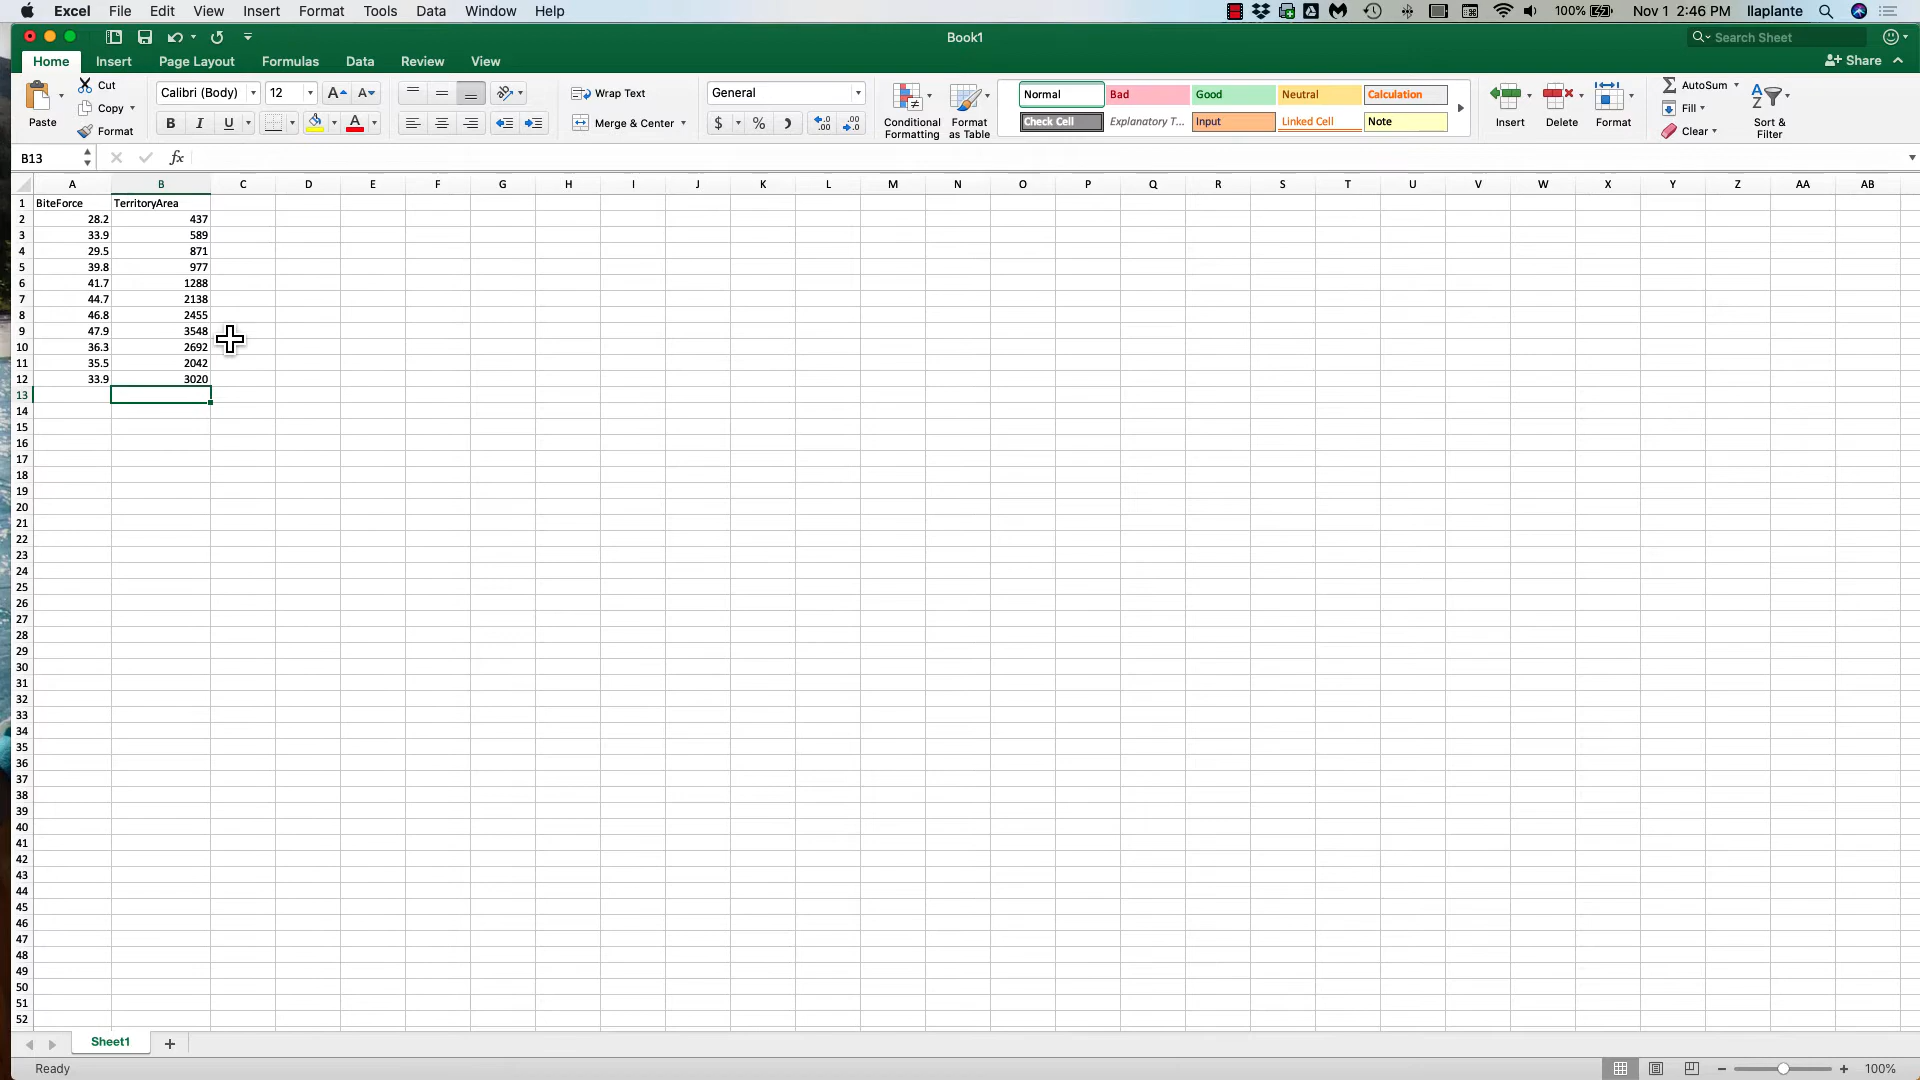 Excel File Edit View Insert Format Tools Data Window Help 100% Nov 1 2:46 PM llaplante
Book1 Search Sheet
Home Insert Page Layout Formulas Data Review View Share
Paste Cut Copy Format
Calibri (Body) 12 A A
B I U A
Wrap Text
Merge & Center
General
$ % )
Conditional Formatting
Format as Table
Normal Bad Good Neutral Calculation
Check Cell Explanatory T... Input Linked Cell Note
Insert Delete Format
AutoSum
Fill
Clear
Sort & Filter
B13 fx
A B C D E F G H I J K L M N O P Q R S T U V W X Y Z AA AB
1 BiteForce TerritoryArea
2 28.2 437
3 33.9 589
4 29.5 871
5 39.8 977
6 41.7 1288
7 44.7 2138
8 46.8 2455
9 47.9 3548
10 36.3 2692
11 35.5 2042
12 33.9 3020
13
14
15
16
17
18
19
20
21
22
23
24
25
26
27
28
29
30
31
32
33
34
35
36
37
38
39
40
41
42
43
44
45
46
47
48
49
50
51
52
Sheet1 +
Ready 100%